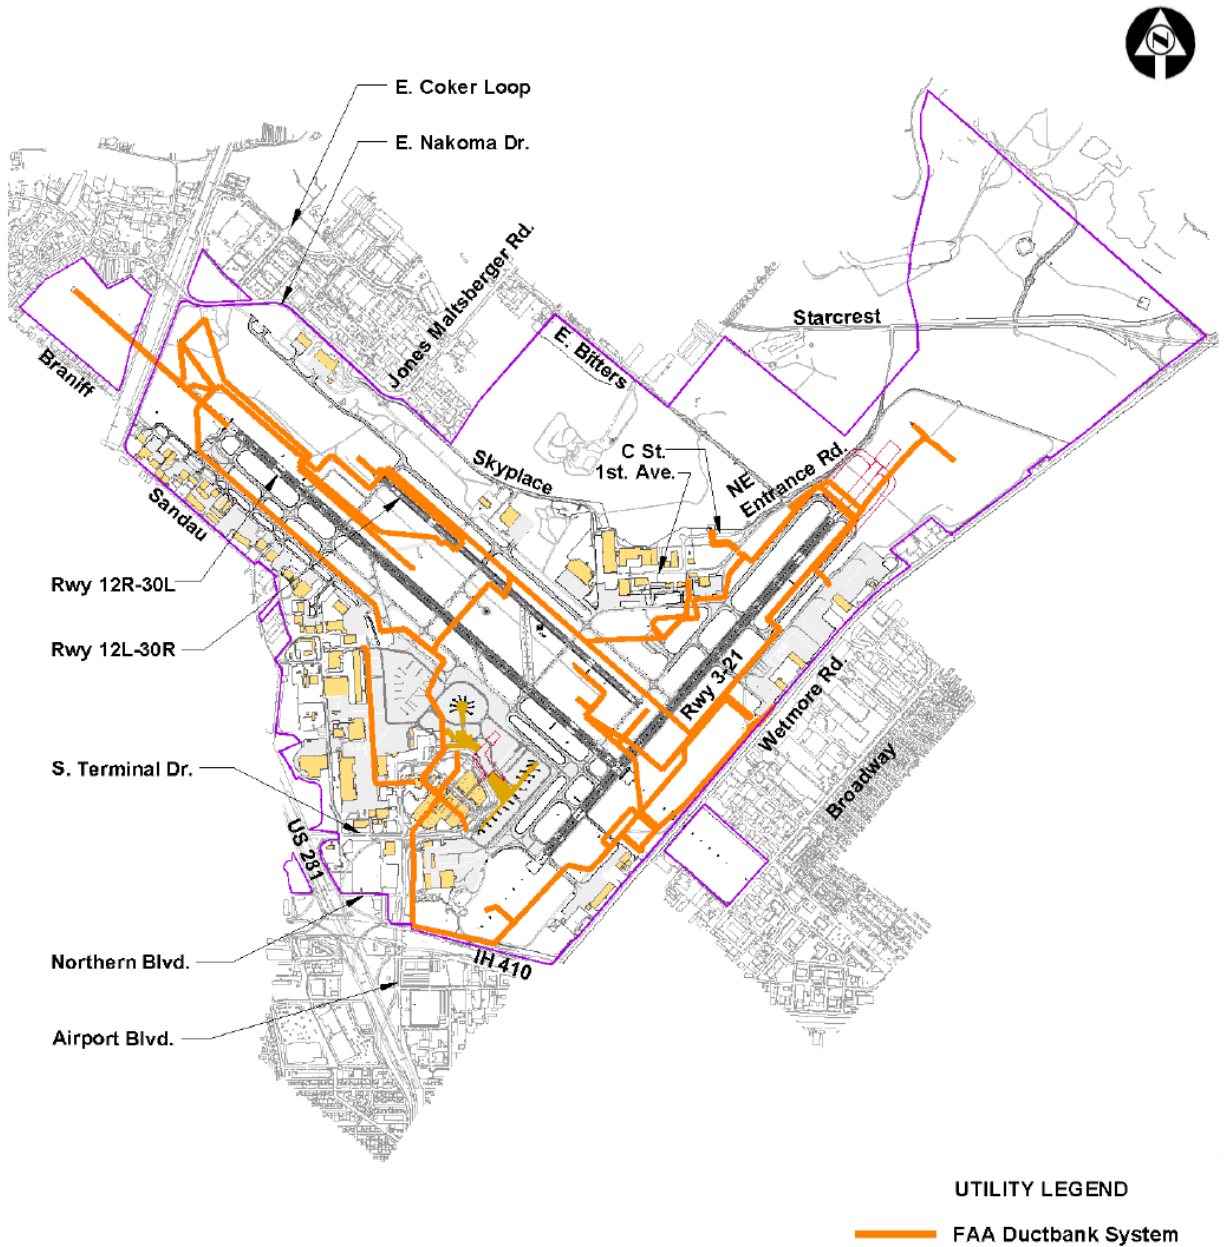 N
E. Coker Loop
E. Nakoma Dr.
Jones Maltsberger Rd.
Starcrest
E. Bitters
Braniff
C St.
1st. Ave.
Skyplace
NE
Entrance Rd.
Sandau
Rwy 12R-30L
Rwy 12L-30R
Rwy 3-21
Wetmore Rd.
Broadway
S. Terminal Dr.
US 281
Northern Blvd.
IH 410
Airport Blvd.
UTILITY LEGEND
FAA Ductbank System